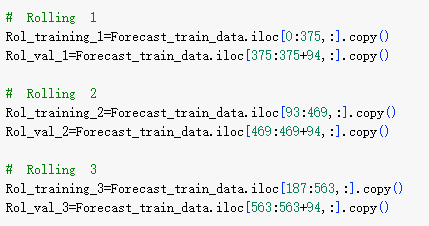 #  Rolling  1
Rol_training_1=Forecast_train_data.iloc[0:375,:].copy()
Rol_val_1=Forecast_train_data.iloc[375:375+94,:].copy()
#  Rolling  2
Rol_training_2=Forecast_train_data.iloc[93:469,:].copy()
Rol_val_2=Forecast_train_data.iloc[469:469+94,:].copy()
#  Rolling  3
Rol_training_3=Forecast_train_data.iloc[187:563,:].copy()
Rol_val_3=Forecast_train_data.iloc[563:563+94,:].copy()